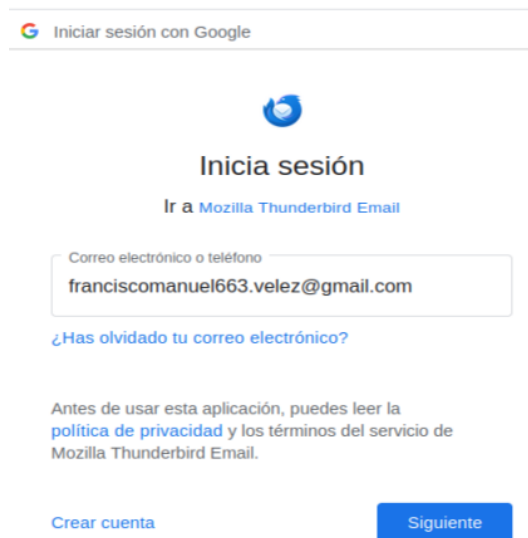 Iniciar sesión con Google
Inicia sesión
Ir a Mozilla Thunderbird Email
Correo electrónico o teléfono
franciscomanuel663.velez@gmail.com
¿Has olvidado tu correo electrónico?
Antes de usar esta aplicación, puedes leer la
política de privacidad y los términos del servicio de
Mozilla Thunderbird Email.
Crear cuenta
Siguiente